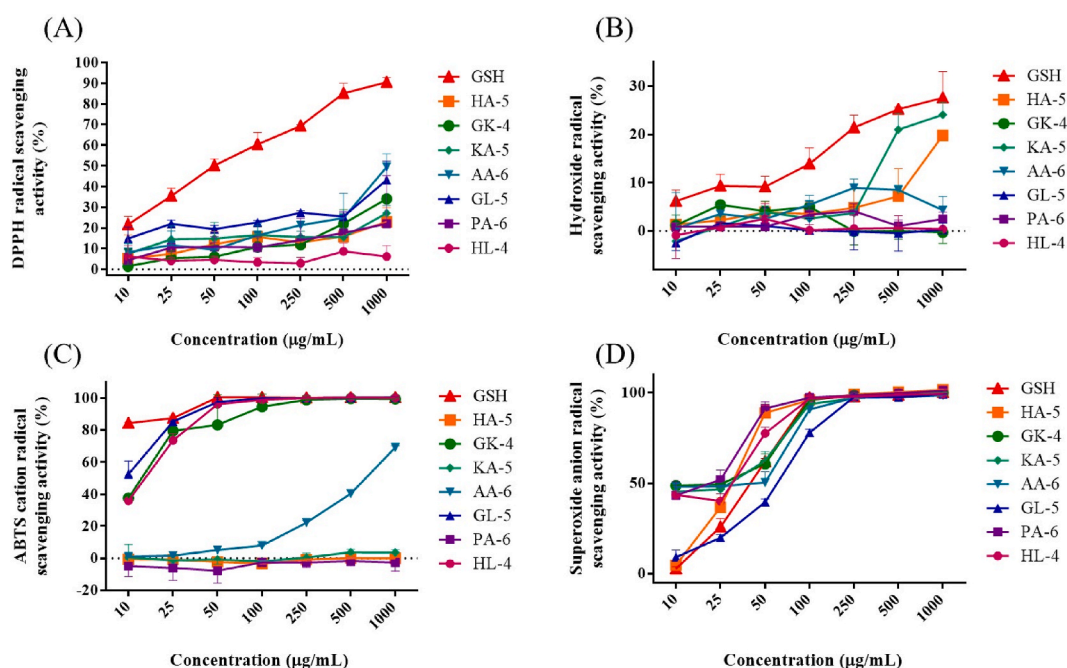 (A)
DPPH radical scavenging
activity (%)
100
90
80
70
60
50
40
30
20
10
0
10
25
50
100
250
500
1000
Concentration (μg/mL)
GSH
HA-5
GK-4
KA-5
AA-6
GL-5
PA-6
HL-4
(B)
Hydroxide radical
scavenging activity (%)
30
20
10
0
10
25
50
100
250
500
1000
Concentration (μg/mL)
GSH
HA-5
GK-4
KA-5
AA-6
GL-5
PA-6
HL-4
(C)
ABTS cation radical
scavenging activity (%)
100
80
60
40
20
0
-20
10
25
50
100
250
500
1000
Concentration (μg/mL)
GSH
HA-5
GK-4
KA-5
AA-6
GL-5
PA-6
HL-4
(D)
Superoxide anion radical
scavenging activity (%)
100
50
0
10
25
50
100
250
500
1000
Concentration (μg/mL)
GSH
HA-5
GK-4
KA-5
AA-6
GL-5
PA-6
HL-4